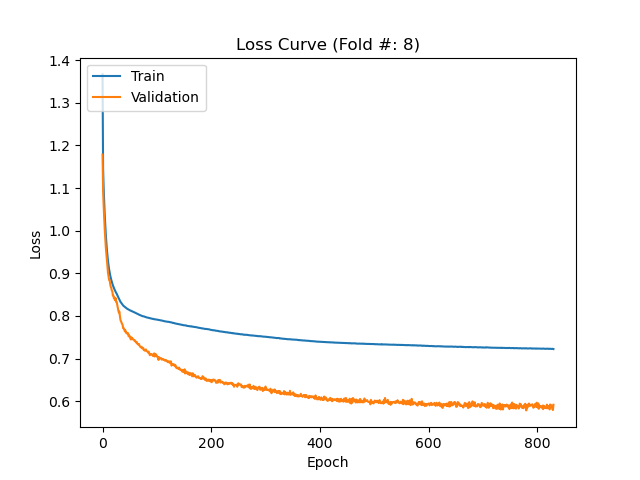 Loss Curve (Fold #: 8)
Train
Validation
1.4
1.3
1.2
1.1
1.0
0.9
0.8
0.7
0.6
Loss
0 200 400 600 800
Epoch